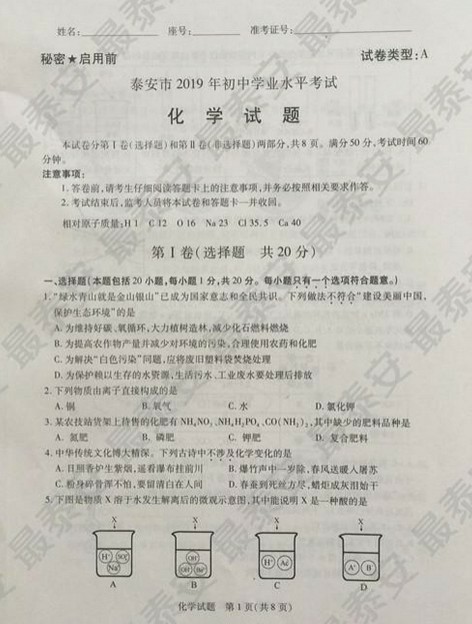 姓名: 座号: 准考证号:
秘密★启用前 试卷类型:A
泰安市2019年初中学业水平考试
化学试题
本试卷分第Ⅰ卷(选择题)和第Ⅱ卷(非选择题)两部分,共8页。满分50分,考试时间60
分钟。
注意事项:
1.答卷前,请考生仔细阅读答题卡上的注意事项,并务必按照相关要求作答。
2.考试结束后,监考人员将本试卷和答题卡一并收回。
相对原子质量:H 1 C 12 O 16 Na 23 Cl 35.5 Ca 40
第Ⅰ卷(选择题 共20分)
一、选择题(本题包括20小题,每小题1分,共20分。每小题只有一个选项符合题意。)
1.“绿水青山就是金山银山”已成为国家意志和全民共识。下列做法不符合“建设美丽中国,
保护生态环境”的是
A.为维持好碳、氧循环,大力植树造林,减少化石燃料燃烧
B.为提高农作物产量并减少对环境的污染,合理使用农药和化肥
C.为解决“白色污染”问题,应将废旧塑料袋焚烧处理
D.为保护赖以生存的水资源,生活污水、工业废水要处理后排放
2.下列物质由离子直接构成的是
A.铜 B.氧气 C.水 D.氯化钾
3.某农技站货架上待售的化肥有NH₄NO₃、NH₄H₂PO₄、CO(NH₂)₂,其中缺少的肥料品种是
A.氮肥 B.磷肥 C.钾肥 D.复合肥料
4.中华传统文化博大精深。下列古诗中不涉及化学变化的是
A.日照香炉生紫烟,遥看瀑布挂前川 B.爆竹声中一岁除,春风送暖入屠苏
C.粉身碎骨浑不怕,要留清白在人间 D.春蚕到死丝方尽,蜡炬成灰泪始干
5.下图是物质X溶于水发生解离后的微观示意图,其中能说明X是一种酸的是
X X X X
H⁺ SO₄²⁻ Na⁺ OH⁻ OH⁻ Ba²⁺ H⁺ Ac⁻ A⁺ B⁻
A B C D
化学试题 第1页(共8页)
最泰安